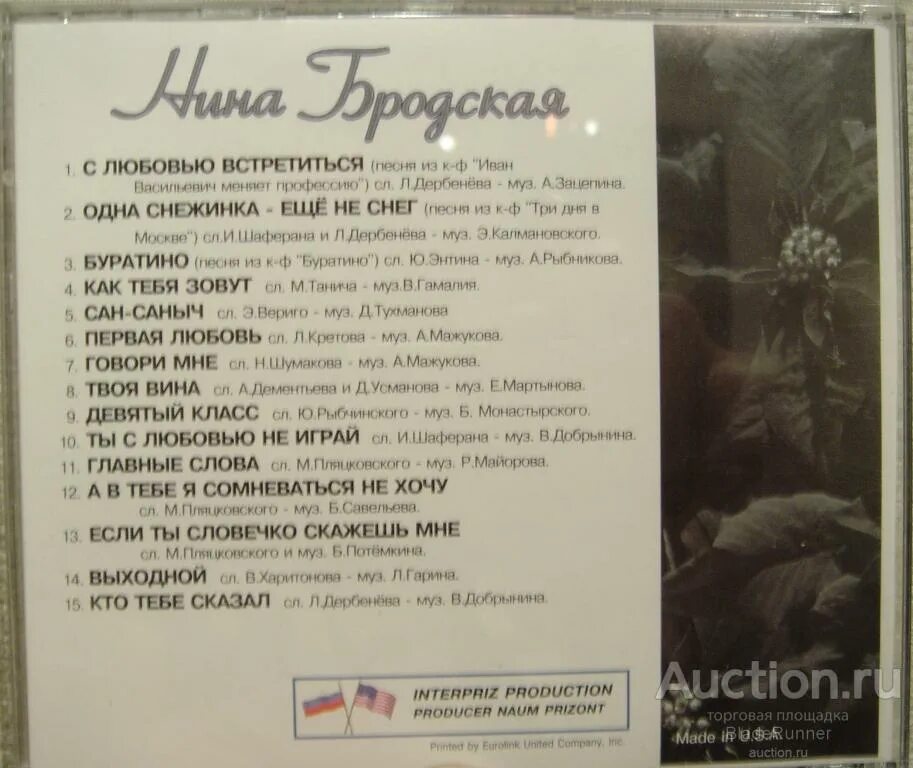 Нина Бродская
1. С ЛЮБОВЬЮ ВСТРЕТИТЬСЯ (песня из к-ф "Иван
Васильевич меняет профессию") сл. Л.Дербенёва - муз. А.Зацепина.
2. ОДНА СНЕЖИНКА - ЕЩЁ НЕ СНЕГ (песня из к-ф "Три дня в
Москве") сл.И.Шаферана и Л.Дербенёва - муз. Э.Калмановского.
3. БУРАТИНО (песня из к-ф "Буратино") сл. Ю.Энтина - муз. А.Рыбникова.
4. КАК ТЕБЯ ЗОВУТ сл. М.Танича - муз.В.Гамалия.
5. САН-САНЫЧ сл. Э.Вериго - муз. Д.Тухманова
6. ПЕРВАЯ ЛЮБОВЬ сл. Л.Кретова - муз. А.Мажукова.
7. ГОВОРИ МНЕ сл. Н.Шумакова - муз. А.Мажукова.
8. ТВОЯ ВИНА сл. А.Дементьева и Д.Усманова - муз. Е.Мартынова.
9. ДЕВЯТЫЙ КЛАСС сл. Ю.Рыбчинского - муз. Б. Монастырского.
10. ТЫ С ЛЮБОВЬЮ НЕ ИГРАЙ сл. И.Шаферана - муз. В.Добрынина.
11. ГЛАВНЫЕ СЛОВА сл. М.Пляцковского - муз. Р.Майорова.
12. А В ТЕБЕ Я СОМНЕВАТЬСЯ НЕ ХОЧУ
сл. М.Пляцковского - муз. Б.Савельева.
13. ЕСЛИ ТЫ СЛОВЕЧКО СКАЖЕШЬ МНЕ
сл. М.Пляцковского и муз. Б.Потёмкина.
14. ВЫХОДНОЙ сл. В.Харитонова - муз. Л.Гарина.
15. КТО ТЕБЕ СКАЗАЛ сл. Л.Дербенёва - муз. В.Добрынина.
INTERPRIZ PRODUCTION
PRODUCER NAUM PRIZONT
Printed by Eurolink United Company, Inc.
Made in U.S.A.
Auction.ru
торговая площадка
BladeRunner
auction.ru